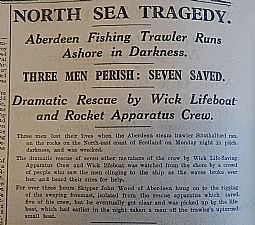 NORTH SEA TRAGEDY.
Aberdeen Fishing Trawler Runs
Ashore in Darkness.
THREE MEN PERISH: SEVEN SAVED.
Dramatic Rescue by Wick Lifeboat
and Rocket Apparatus Crew.
Three men lost their lives when the Aberdeen steam trawler Strathalford ran
on the rocks on the North-east coast of Scotland on Monday night in pitch-
darkness, and was wrecked.
The dramatic rescue of seven other members of the crew by Wick Life-Saving
Apparatus Crew and Wick lifeboat was watched from the shore by a crowd
of people who saw the men clinging to the ship as the waves broke over
her, and heard their cries for help.
For over three hours Skipper John Wood of Aberdeen hung on to the rigging
of the swaying foremast, isolated from the rescue apparatus which saved
five of his crew, but he eventually got clear and was picked up by the life-
boat, which had earlier in the night taken a man off the trawler's upturned
small boat.